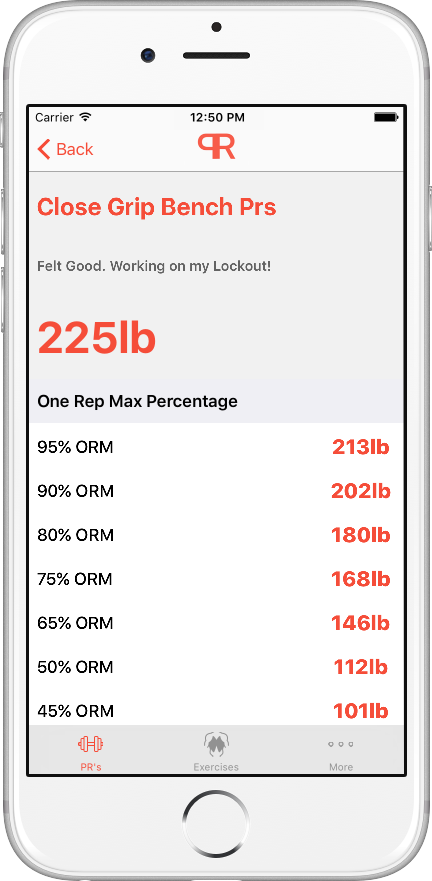 Carrier 12:50 PM
Back PR
Close Grip Bench Prs
Felt Good. Working on my Lockout!
225lb
One Rep Max Percentage
95% ORM 213lb
90% ORM 202lb
80% ORM 180lb
75% ORM 168lb
65% ORM 146lb
50% ORM 112lb
45% ORM 101lb
PR's Exercises More